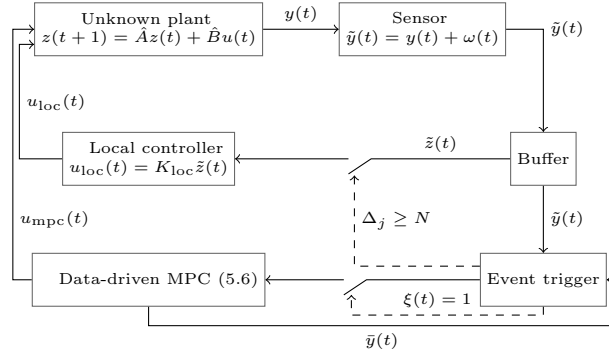 Unknown plant
z(t + 1) = Âz(t) + B̂u(t)
y(t)
Sensor
ỹ(t) = y(t) + ω(t)
ỹ(t)
u_loc(t)
Local controller
u_loc(t) = K_loc z̃(t)
z̃(t)
Buffer
u_mpc(t)
Δ_j ≥ N
ỹ(t)
Data-driven MPC (5.6)
ξ(t) = 1
Event trigger
ȳ(t)